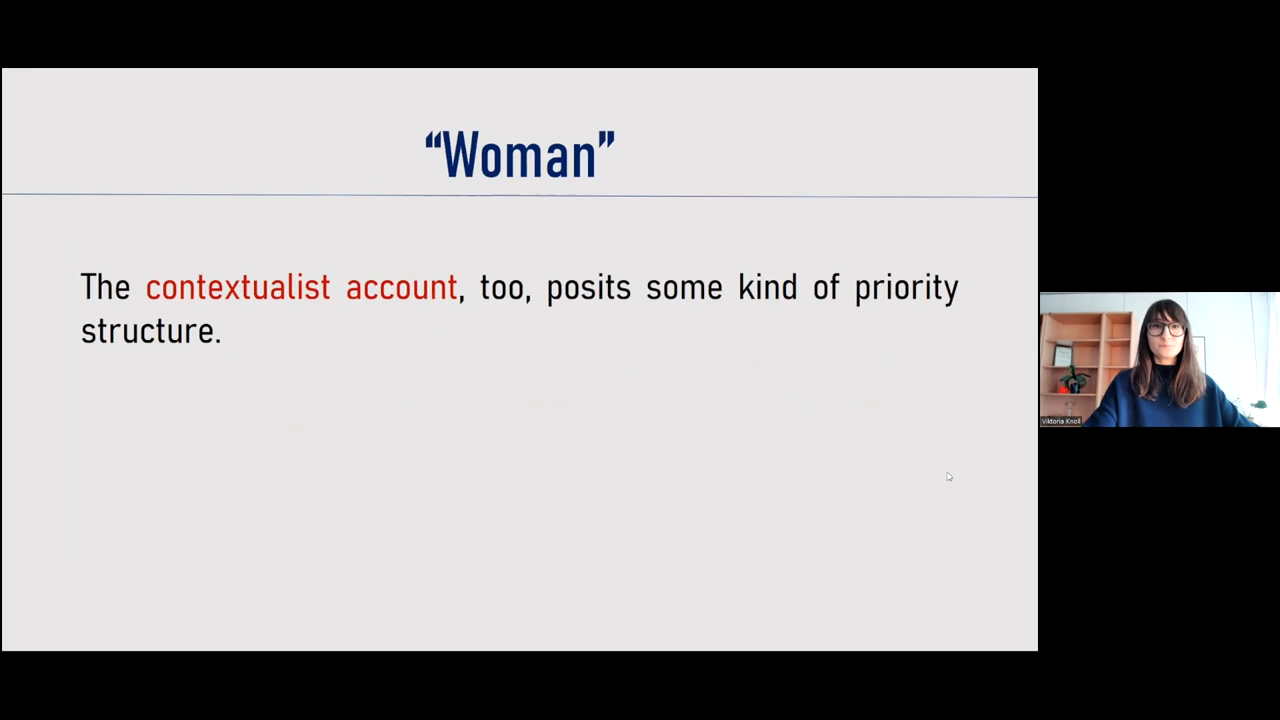 “Woman”
The contextualist account, too, posits some kind of priority
structure.
Viktoria Knoll